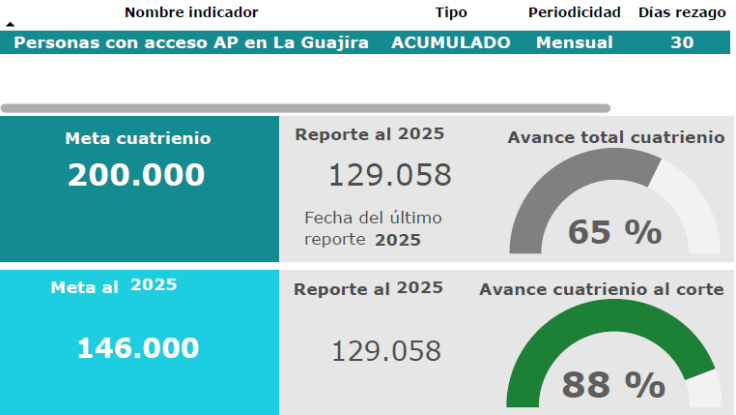 Nombre indicador Tipo Periodicidad Días rezago
Personas con acceso AP en La Guajira ACUMULADO Mensual 30
Meta cuatrienio
200.000
Reporte al 2025
129.058
Fecha del último
reporte 2025
Avance total cuatrienio
65 %
Meta al 2025
146.000
Reporte al 2025
129.058
Avance cuatrienio al corte
88 %